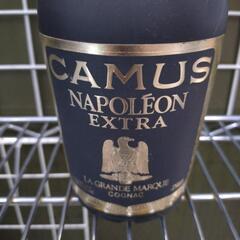 CAMUS
NAPOLÉON
EXTRA
LA GRANDE MARQUE
COGNAC